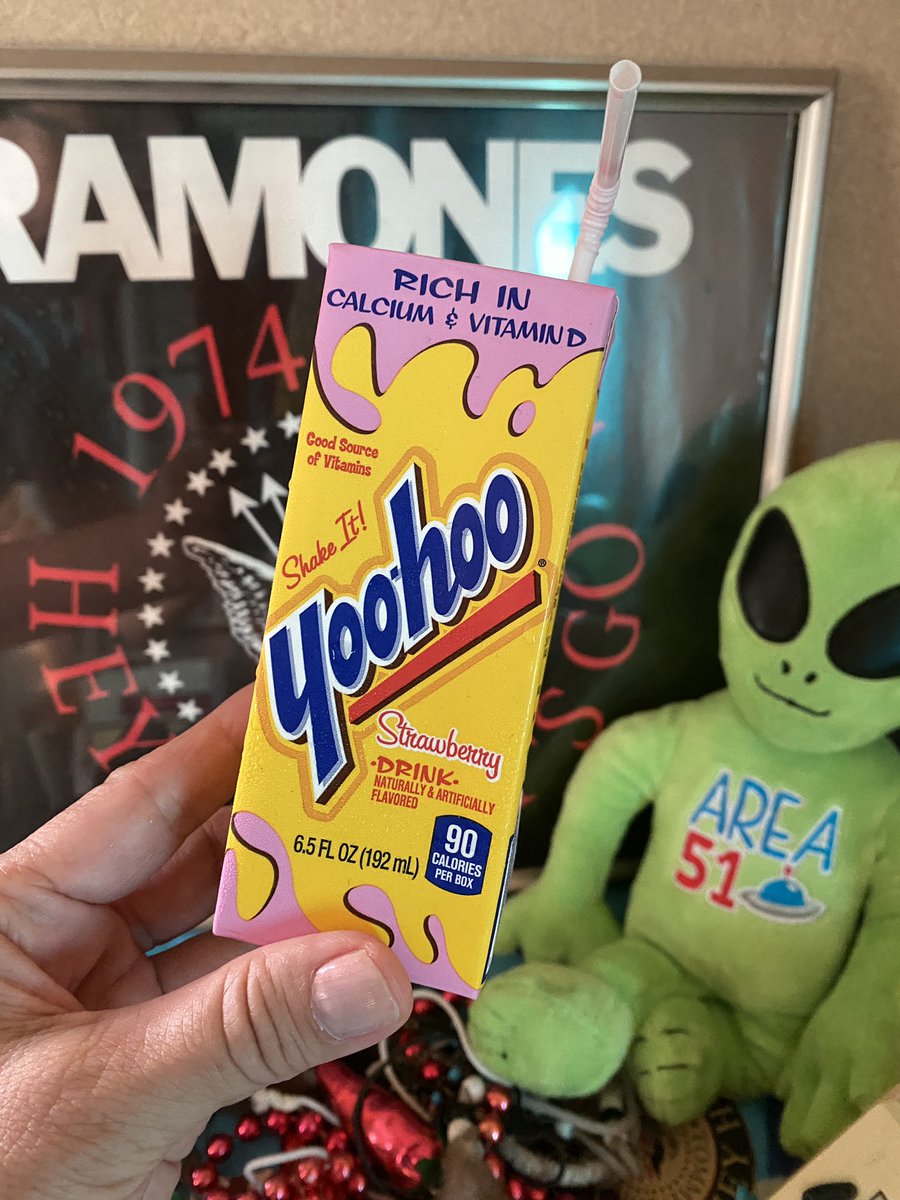 RAMONES
1974
HEY
SGO
RICH IN
CALCIUM & VITAMIN D
Good Source
of Vitamins
Shake It!
Yoo-hoo®
Strawberry
·DRINK·
NATURALLY & ARTIFICIALLY
FLAVORED
6.5 FL OZ (192 mL)
90
CALORIES
PER BOX
AREA
51